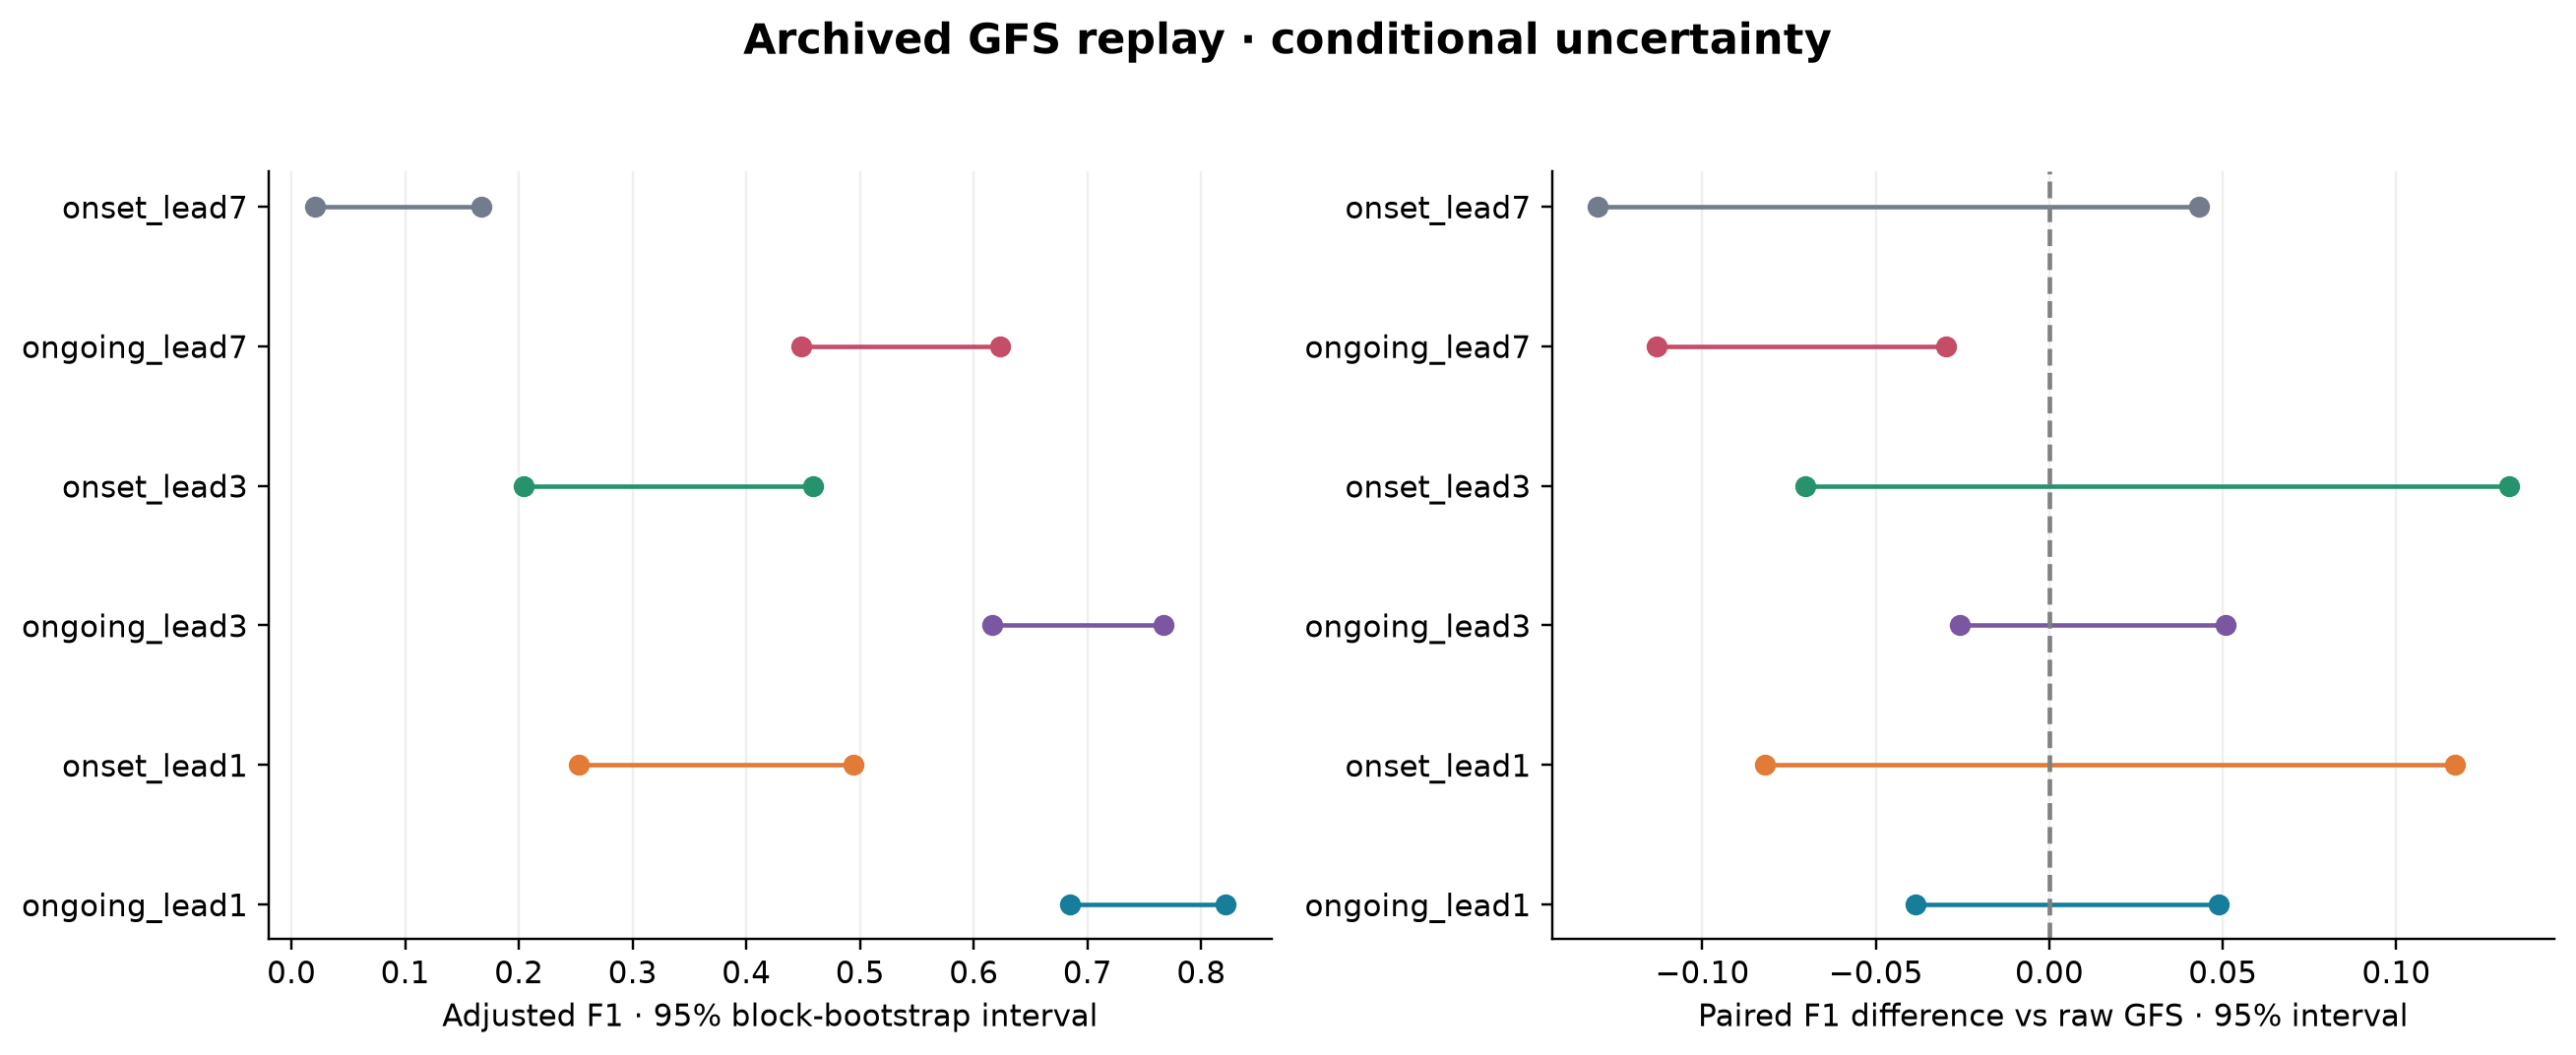 Archived GFS replay · conditional uncertainty
onset_lead7
ongoing_lead7
onset_lead3
ongoing_lead3
onset_lead1
ongoing_lead1
0.0 0.1 0.2 0.3 0.4 0.5 0.6 0.7 0.8
Adjusted F1 · 95% block-bootstrap interval
onset_lead7
ongoing_lead7
onset_lead3
ongoing_lead3
onset_lead1
ongoing_lead1
−0.10 −0.05 0.00 0.05 0.10
Paired F1 difference vs raw GFS · 95% interval